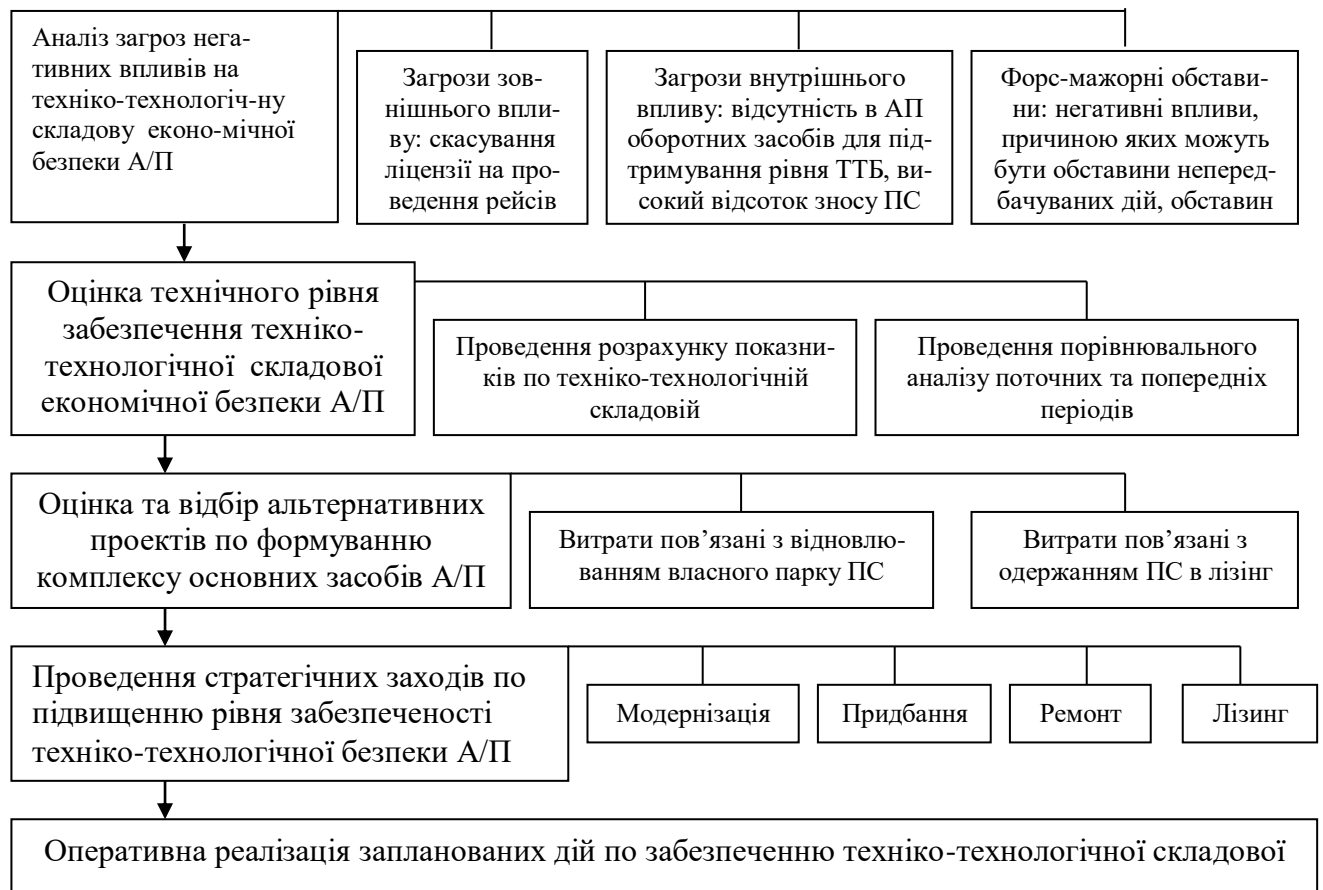 Аналіз загроз нега-
тивних впливів на
техніко-технологіч-ну
складову еконо-мічної
безпеки А/П
Загрози зов-
нішнього впли-
ву: скасування
ліцензії на про-
ведення рейсів
Загрози внутрішнього
впливу: відсутність в АП
оборотних засобів для під-
тримування рівня ТТБ, ви-
сокий відсоток зносу ПС
Форс-мажорні обстави-
ни: негативні впливи,
причиною яких можуть
бути обставини неперед-
бачуваних дій, обставин
Оцінка технічного рівня
забезпечення техніко-
технологічної складової
економічної безпеки А/П
Проведення розрахунку показни-
ків по техніко-технологічній
складовій
Проведення порівнювального
аналізу поточних та попередніх
періодів
Оцінка та відбір альтернативних
проектів по формуванню
комплексу основних засобів А/П
Витрати пов’язані з відновлю-
ванням власного парку ПС
Витрати пов’язані з
одержанням ПС в лізінг
Проведення стратегічних заходів по
підвищенню рівня забезпеченості
техніко-технологічної безпеки А/П
Модернізація
Придбання
Ремонт
Лізинг
Оперативна реалізація запланованих дій по забезпеченню техніко-технологічної складової